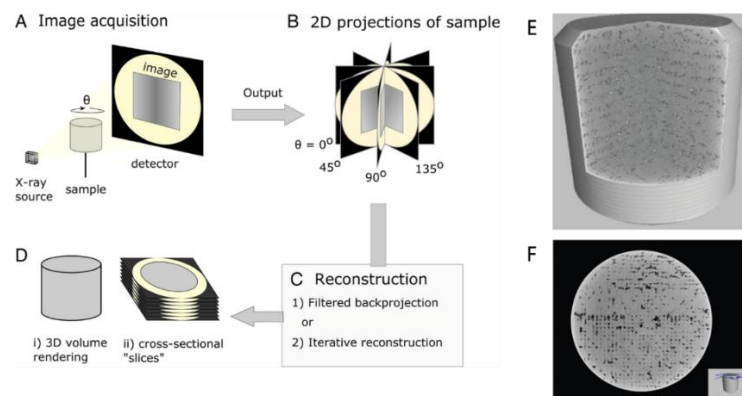 A Image acquisition
image
θ
X-ray
source
sample
detector
Output
B 2D projections of sample
θ = 0°
45°
90°
135°
C Reconstruction
1) Filtered backprojection
or
2) Iterative reconstruction
D
i) 3D volume
rendering
ii) cross-sectional
"slices"
E
F